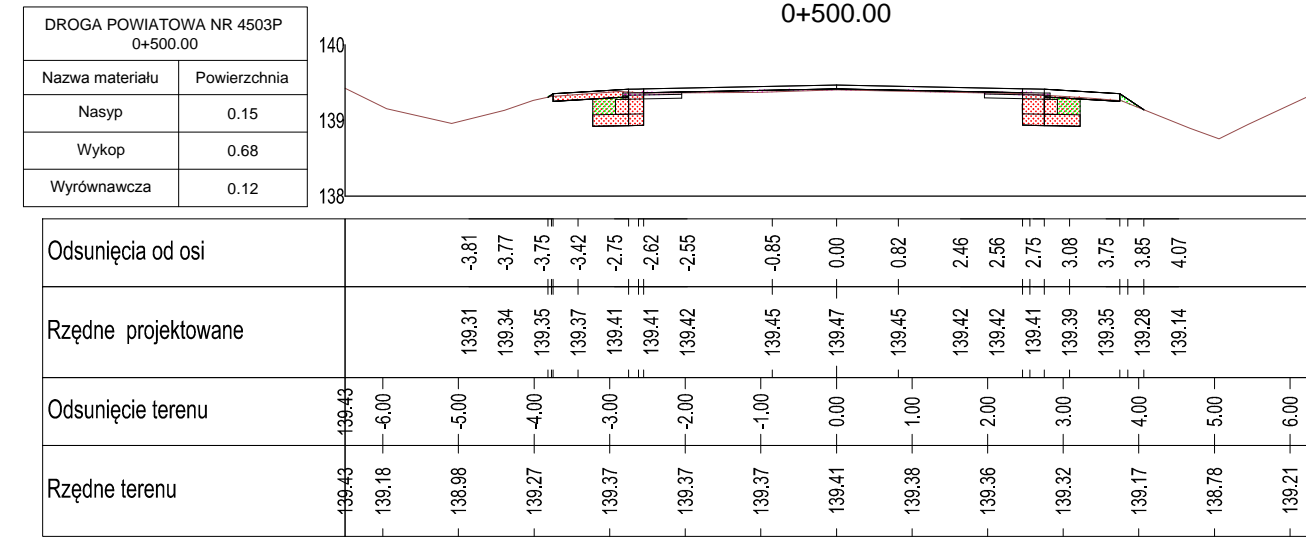 0+500.00
DROGA POWIATOWA NR 4503P
0+500.00
Nazwa materiału Powierzchnia
Nasyp 0.15
Wykop 0.68
Wyrównawcza 0.12
140
139
138
Odsunięcia od osi -3.81 -3.77 -3.75 -3.42 -2.75 -2.62 -2.55 -0.85 0.00 0.82 2.46 2.56 2.75 3.08 3.75 3.85 4.07
Rzędne projektowane 139.31 139.34 139.35 139.37 139.41 139.41 139.42 139.45 139.47 139.45 139.42 139.42 139.41 139.39 139.35 139.28 139.14
Odsunięcie terenu 139.43 -6.00 -5.00 -4.00 -3.00 -2.00 -1.00 0.00 1.00 2.00 3.00 4.00 5.00 6.00
Rzędne terenu 139.43 139.18 138.98 139.27 139.37 139.37 139.37 139.41 139.38 139.36 139.32 139.17 138.78 139.21